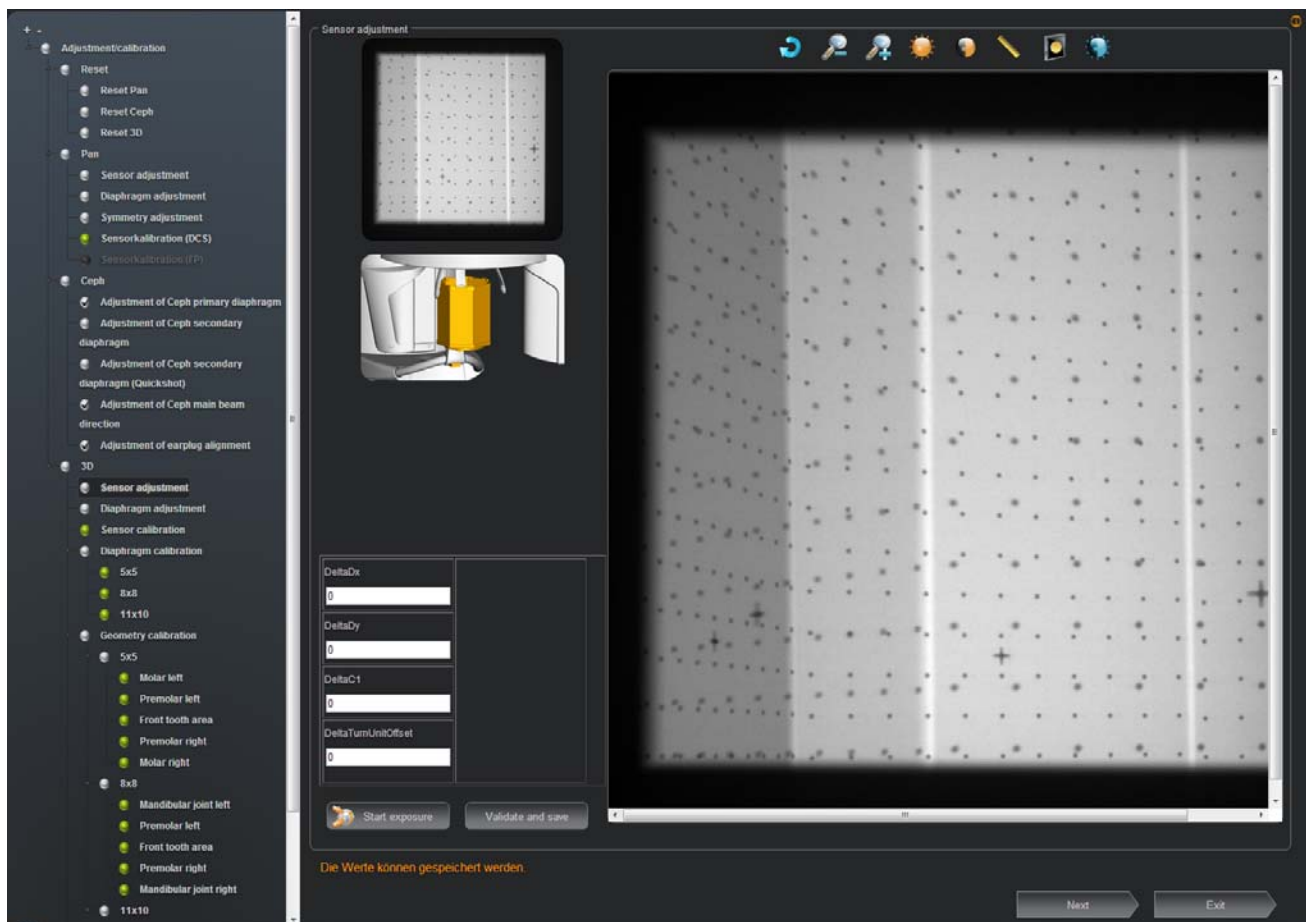 + -
Adjustment/calibration
Reset
Reset Pan
Reset Ceph
Reset 3D
Pan
Sensor adjustment
Diaphragm adjustment
Symmetry adjustment
Sensorkalibration (DCS)
Sensorkalibration (FP)
Ceph
Adjustment of Ceph primary diaphragm
Adjustment of Ceph secondary
diaphragm
Adjustment of Ceph secondary
diaphragm (Quickshot)
Adjustment of Ceph main beam
direction
Adjustment of earplug alignment
3D
Sensor adjustment
Diaphragm adjustment
Sensor calibration
Diaphragm calibration
5x5
8x8
11x10
Geometry calibration
5x5
Molar left
Premolar left
Front tooth area
Premolar right
Molar right
8x8
Mandibular joint left
Premolar left
Front tooth area
Premolar right
Mandibular joint right
11x10
Sensor adjustment
DeltaDx
0
DeltaDy
0
DeltaC1
0
DeltaTurnUnitOffset
0
Start exposure
Validate and save
Die Werte können gespeichert werden.
Next
Exit